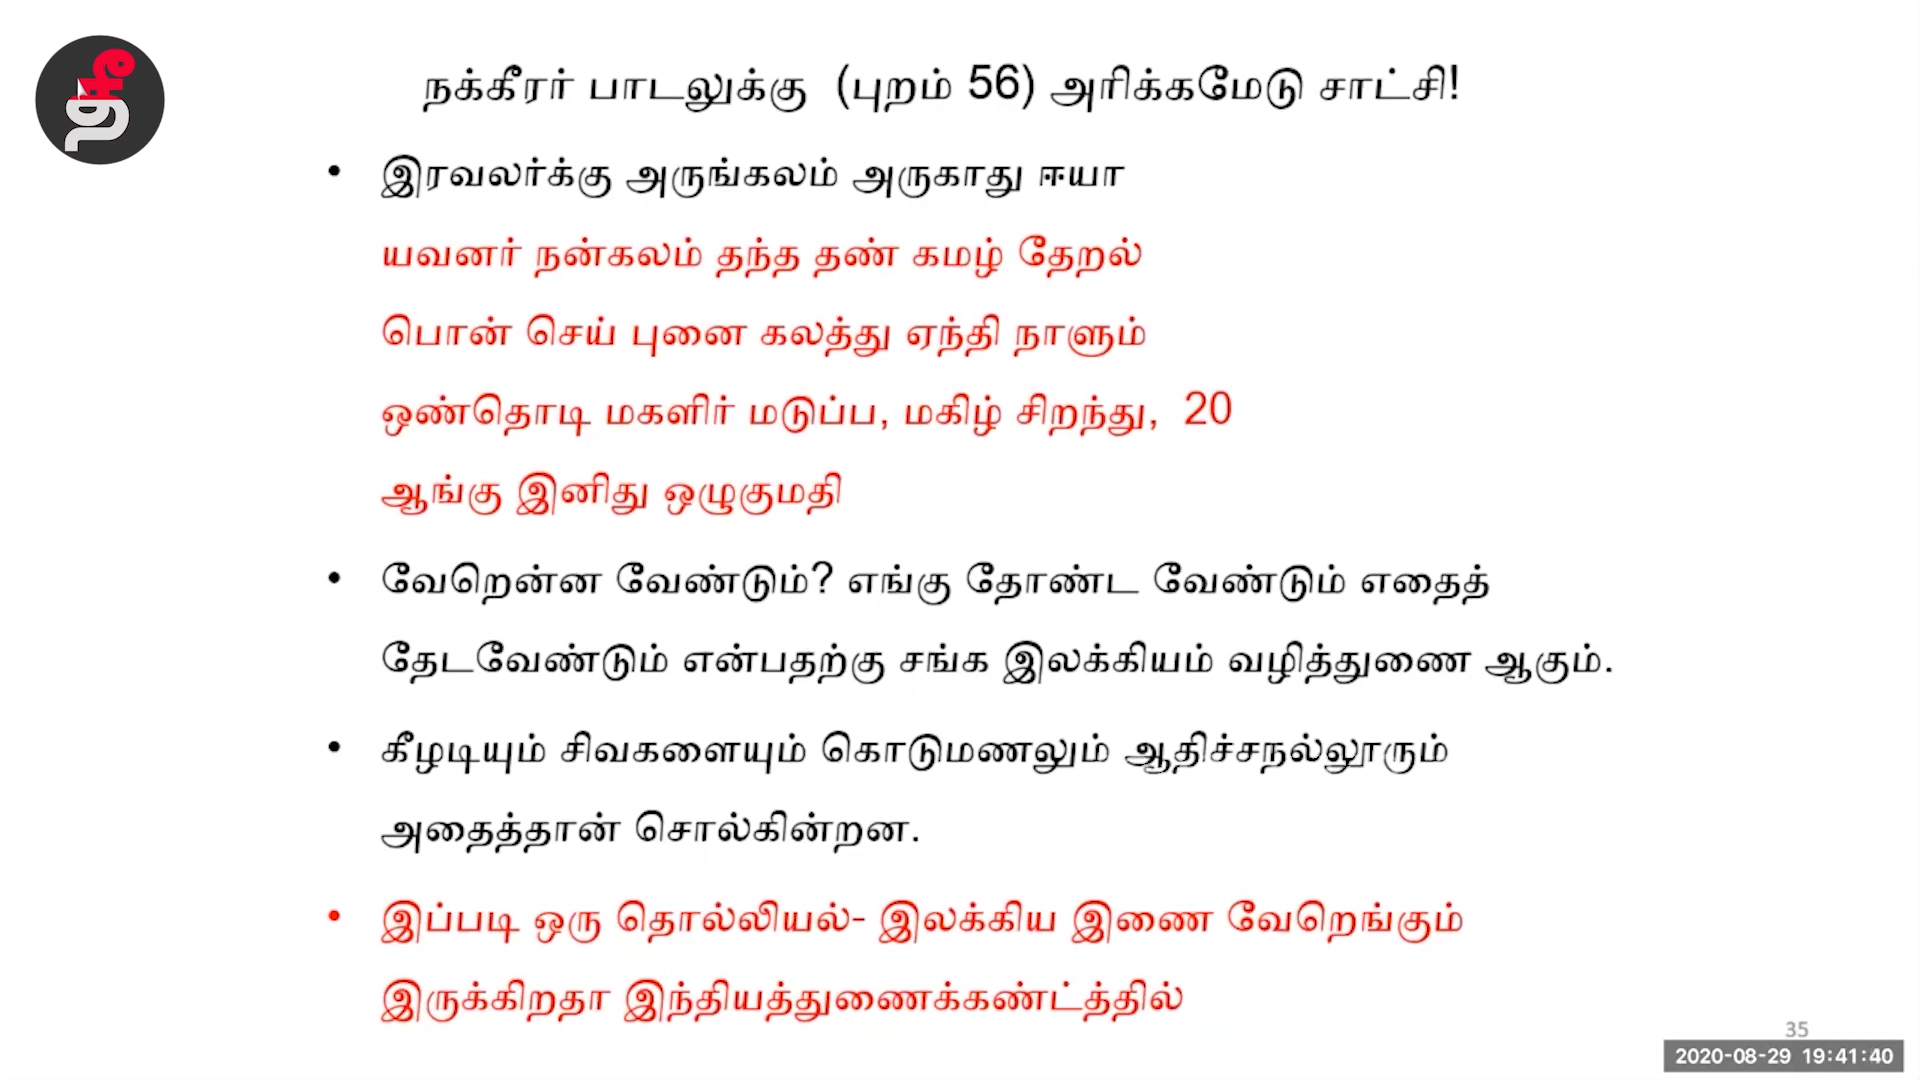 நக்கீரர் பாடலுக்கு (புறம் 56) அரிக்கமேடு சாட்சி!
• இரவலர்க்கு அருங்கலம் அருகாது ஈயா
யவனர் நன்கலம் தந்த தண் கமழ் தேறல்
பொன் செய் புனை கலத்து ஏந்தி நாளும்
ஒண்தொடி மகளிர் மடுப்ப, மகிழ் சிறந்து, 20
ஆங்கு இனிது ஒழுகுமதி
• வேறென்ன வேண்டும்? எங்கு தோண்ட வேண்டும் எதைத்
தேடவேண்டும் என்பதற்கு சங்க இலக்கியம் வழித்துணை ஆகும்.
• கீழடியும் சிவகளையும் கொடுமணலும் ஆதிச்சநல்லூரும்
அதைத்தான் சொல்கின்றன.
• இப்படி ஒரு தொல்லியல்- இலக்கிய இணை வேறெங்கும்
இருக்கிறதா இந்தியத்துணைக்கண்ட்த்தில்
35
2020-08-29 19:41:40